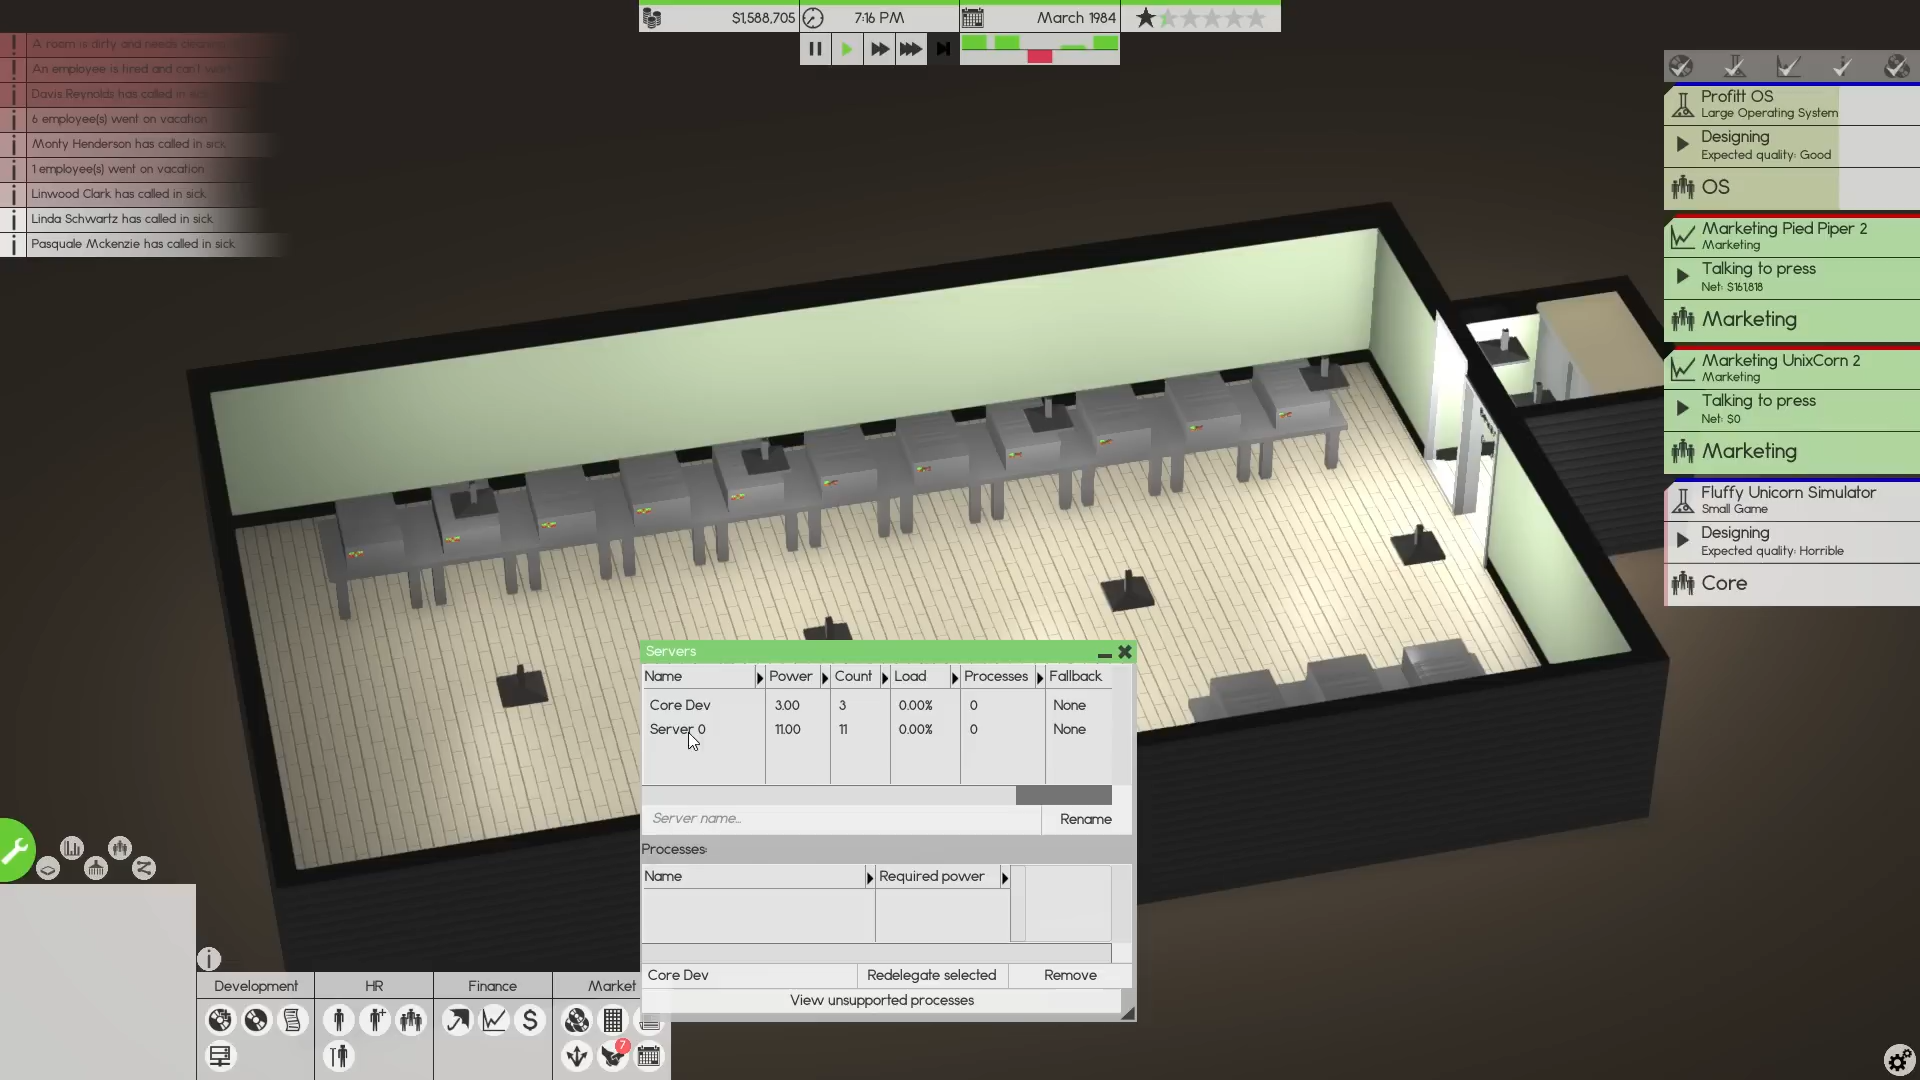 $1,588,705
7:16 PM
March 1984
A room is dirty and needs cleaning
An employee is tired and can't work
Davis Reynolds has called in sick
6 employee(s) went on vacation
Monty Henderson has called in sick
1 employee(s) went on vacation
Linwood Clark has called in sick
Linda Schwartz has called in sick
Pasquale Mckenzie has called in sick
Profitt OS
Large Operating System
Designing
Expected quality: Good
OS
Marketing Pied Piper 2
Marketing
Talking to press
Net: $161,818
Marketing
Marketing UnixCorn 2
Marketing
Talking to press
Net: $0
Marketing
Fluffy Unicorn Simulator
Small Game
Designing
Expected quality: Horrible
Core
Servers
Name Power Count Load Processes Fallback
Core Dev 3.00 3 0.00% 0 None
Server 0 11.00 11 0.00% 0 None
Server name...
Rename
Processes:
Name Required power
Core Dev Redelegate selected Remove
View unsupported processes
Development HR Finance Market
7